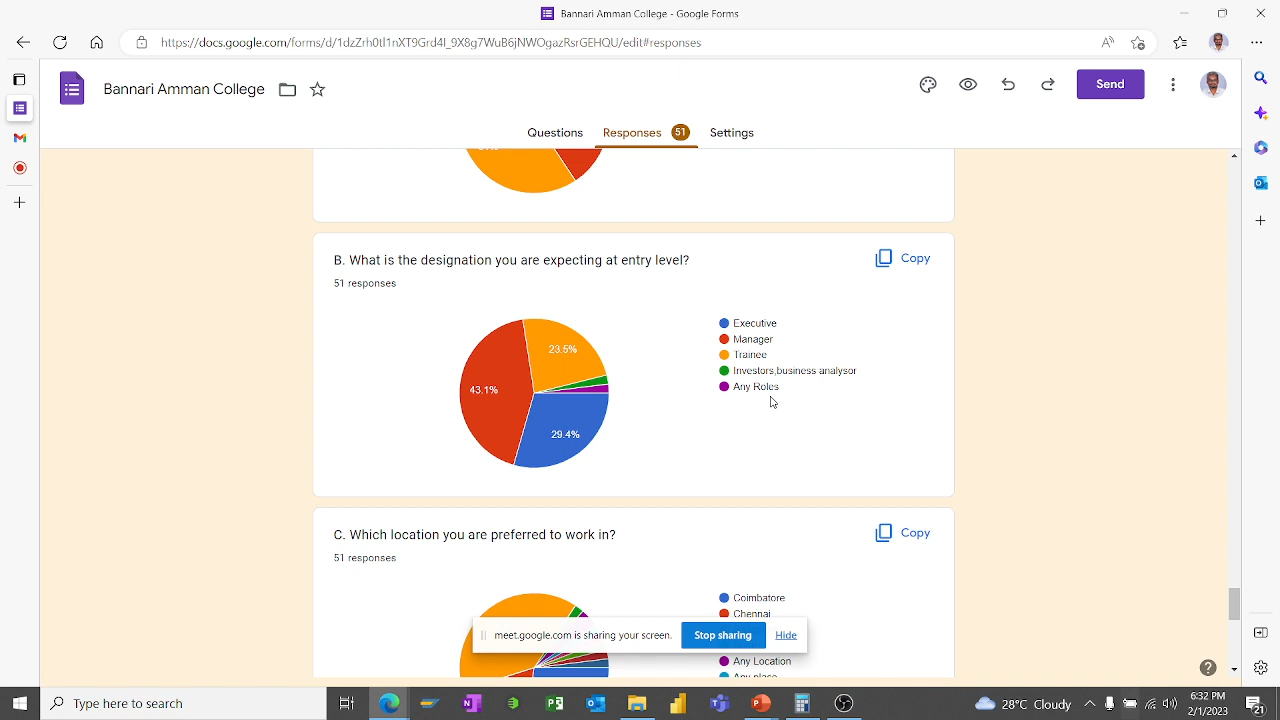 Bannari Amman College - Google Forms
https://docs.google.com/forms/d/1dzZrh0tI1nXT9Grd4I_9X8g7WuB6jNWOgazRsrGEHQU/edit#responses
Bannari Amman College
Send
Questions Responses 51 Settings
B. What is the designation you are expecting at entry level?
Copy
51 responses
23.5%
43.1%
29.4%
Executive
Manager
Trainee
Investors,business analysor
Any Roles
C. Which location you are preferred to work in?
Copy
51 responses
Coimbatore
Chennai
meet.google.com is sharing your screen. Stop sharing Hide
Any Location
Any place
Type here to search
28°C Cloudy
6:32 PM
2/1/2023
21